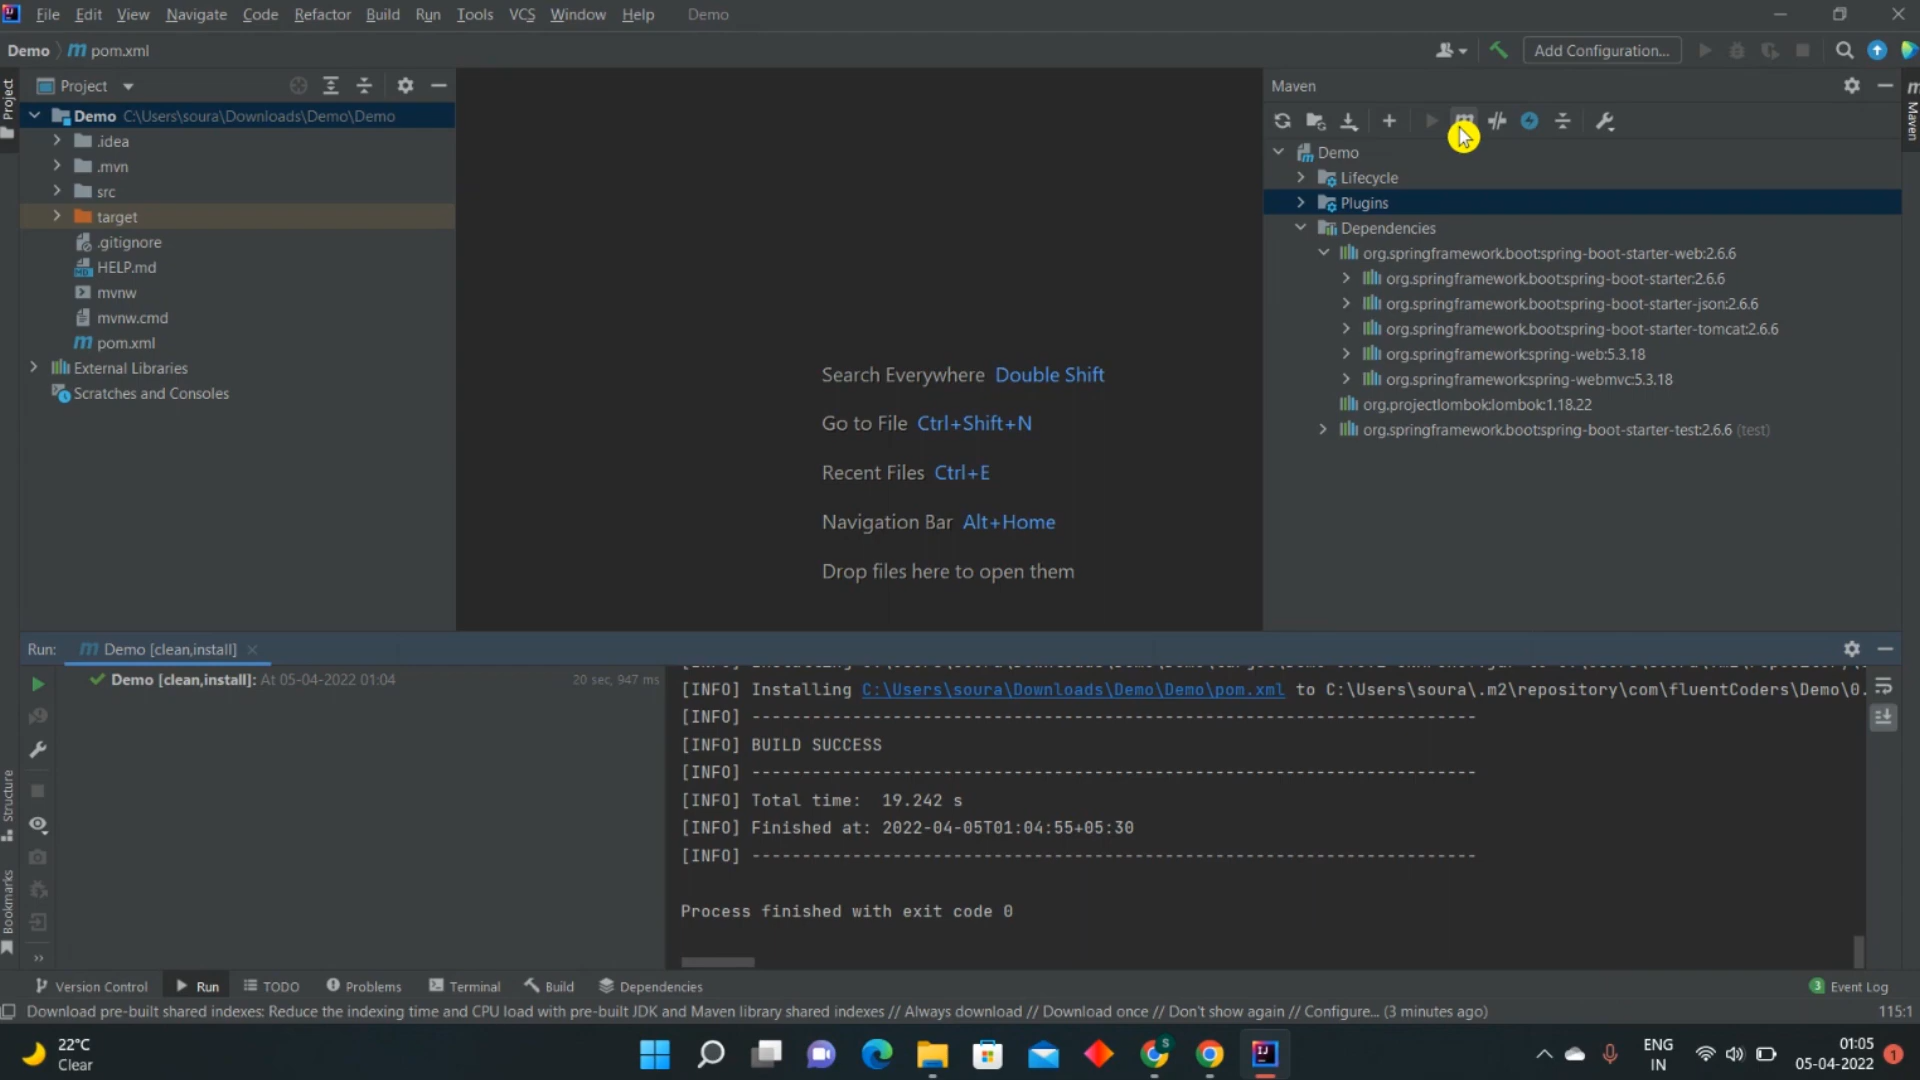 File Edit View Navigate Code Refactor Build Run Tools VCS Window Help Demo
Demo pom.xml
Add Configuration...
Project
Project
Demo C:\Users\soura\Downloads\Demo\Demo
.idea
.mvn
src
target
.gitignore
HELP.md
mvnw
mvnw.cmd
pom.xml
External Libraries
Scratches and Consoles
Search Everywhere Double Shift
Go to File Ctrl+Shift+N
Recent Files Ctrl+E
Navigation Bar Alt+Home
Drop files here to open them
Maven
Maven
Demo
Lifecycle
Plugins
Dependencies
org.springframework.boot:spring-boot-starter-web:2.6.6
org.springframework.boot:spring-boot-starter:2.6.6
org.springframework.boot:spring-boot-starter-json:2.6.6
org.springframework.boot:spring-boot-starter-tomcat:2.6.6
org.springframework:spring-web:5.3.18
org.springframework:spring-webmvc:5.3.18
org.projectlombok:lombok:1.18.22
org.springframework.boot:spring-boot-starter-test:2.6.6 (test)
Run: Demo [clean,install]
Demo [clean,install]: At 05-04-2022 01:04 20 sec, 947 ms
[INFO] Installing C:\Users\soura\Downloads\Demo\Demo\pom.xml to C:\Users\soura\.m2\repository\com\fluentCoders\Demo\0.
[INFO] ------------------------------------------------------------------------
[INFO] BUILD SUCCESS
[INFO] ------------------------------------------------------------------------
[INFO] Total time:  19.242 s
[INFO] Finished at: 2022-04-05T01:04:55+05:30
[INFO] ------------------------------------------------------------------------
Process finished with exit code 0
Structure
Bookmarks
Version Control Run TODO Problems Terminal Build Dependencies 3 Event Log
Download pre-built shared indexes: Reduce the indexing time and CPU load with pre-built JDK and Maven library shared indexes // Always download // Download once // Don't show again // Configure... (3 minutes ago) 115:1
22°C
Clear
ENG
IN
01:05
05-04-2022
1